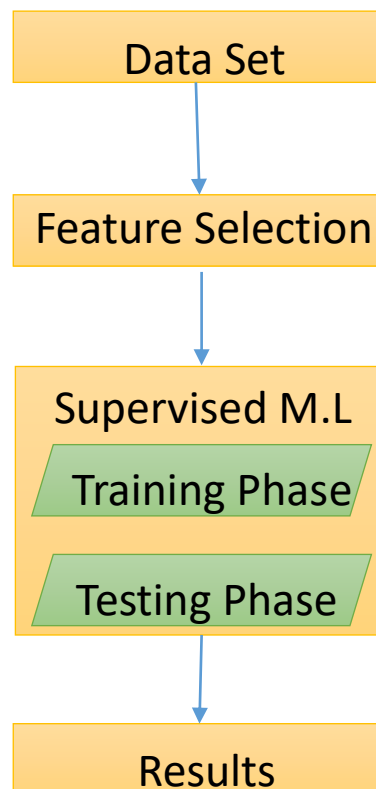 Data Set
Feature Selection
Supervised M.L
Training Phase
Testing Phase
Results